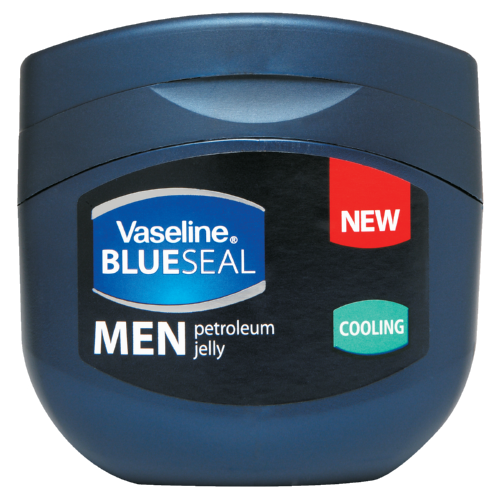 Vaseline®
BLUESEAL
MEN petroleum jelly
NEW
COOLING